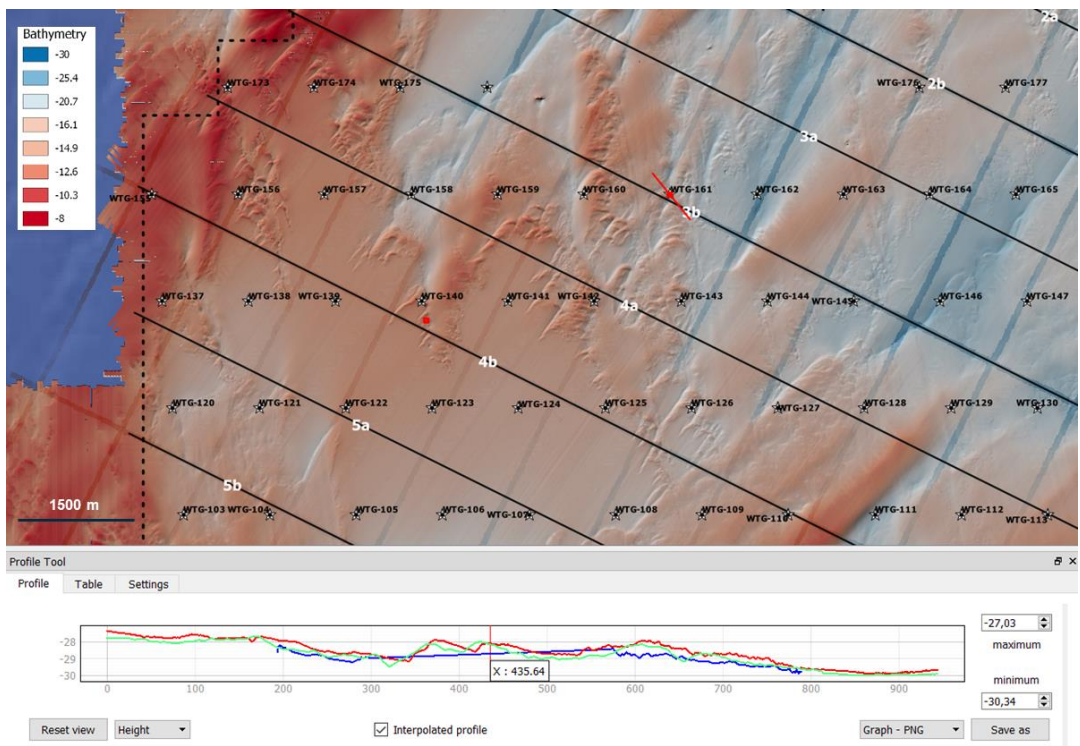 Bathymetry
-30
-25.4
-20.7
-16.1
-14.9
-12.6
-10.3
-8
2a
WTG-173 WTG-174 WTG-175 WTG-176 2b WTG-177
3a
WTG-155 WTG-156 WTG-157 WTG-158 WTG-159 WTG-160 WTG-161 WTG-162 WTG-163 WTG-164 WTG-165
3b
WTG-137 WTG-138 WTG-139 WTG-140 WTG-141 WTG-142 WTG-143 WTG-144 WTG-145 WTG-146 WTG-147
4a
4b
WTG-120 WTG-121 WTG-122 WTG-123 WTG-124 WTG-125 WTG-126 WTG-127 WTG-128 WTG-129 WTG-130
5a
5b
1500 m
WTG-103 WTG-104 WTG-105 WTG-106 WTG-107 WTG-108 WTG-109 WTG-110 WTG-111 WTG-112 WTG-113
Profile Tool
Profile Table Settings
-28
-29
-30
X : 435.64
0 100 200 300 400 500 600 700 800 900
-27,03
maximum
minimum
-30,34
Reset view Height Interpolated profile Graph - PNG Save as